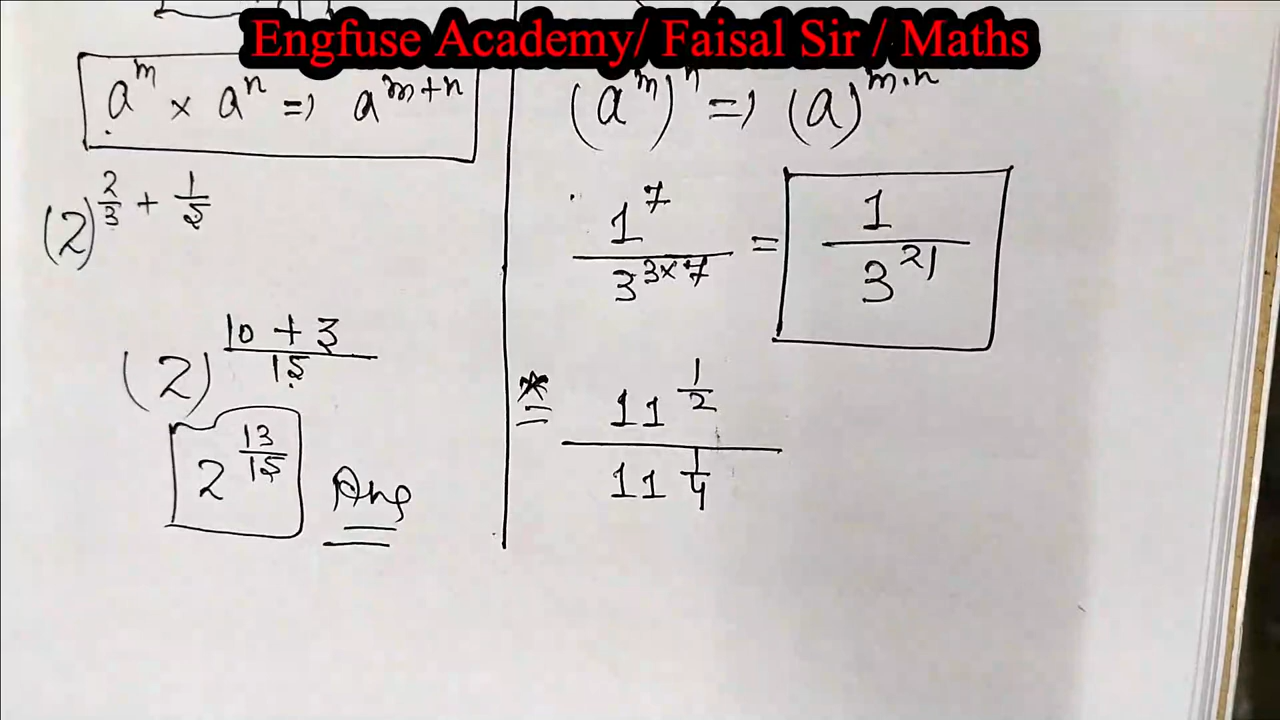 Engfuse Academy/ Faisal Sir / Maths
a^m × a^n => a^{m+n}
(2)^{2/3 + 1/5}
(2)^{(10 + 3)/15}
2^{13/15} Ans
(a^m)^n => (a)^{m.n}
1^7 / 3^{3×7} = 1 / 3^{21}
* 11^{1/2} / 11^{1/4}